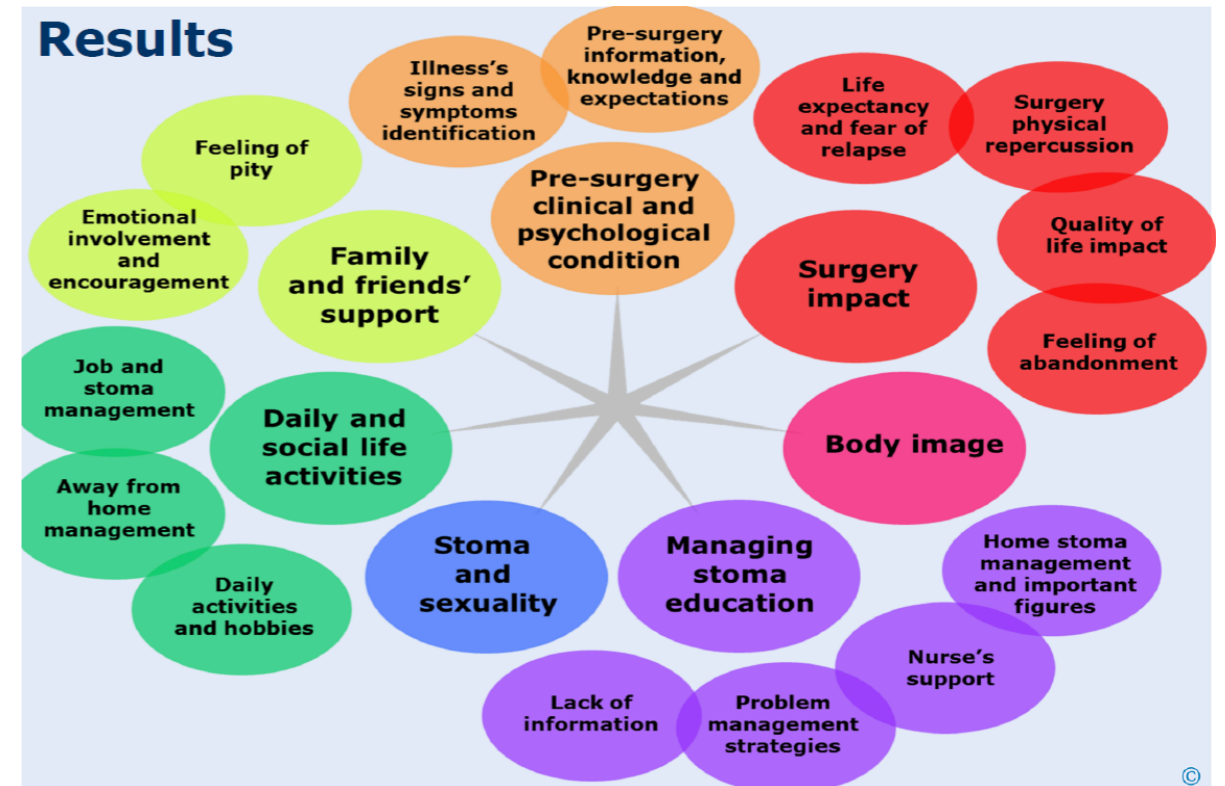 Results
Pre-surgery
information,
knowledge and
expectations
Illness's
signs and
symptoms
identification
Pre-surgery
clinical and
psychological
condition
Life
expectancy
and fear of
relapse
Surgery
physical
repercussion
Quality of
life impact
Feeling of
abandonment
Surgery
impact
Body image
Home stoma
management
and important
figures
Nurse's
support
Problem
management
strategies
Lack of
information
Managing
stoma
education
Stoma
and
sexuality
Daily and
social life
activities
Daily
activities
and hobbies
Away from
home
management
Job and
stoma
management
Family
and friends'
support
Emotional
involvement
and
encouragement
Feeling of
pity
©